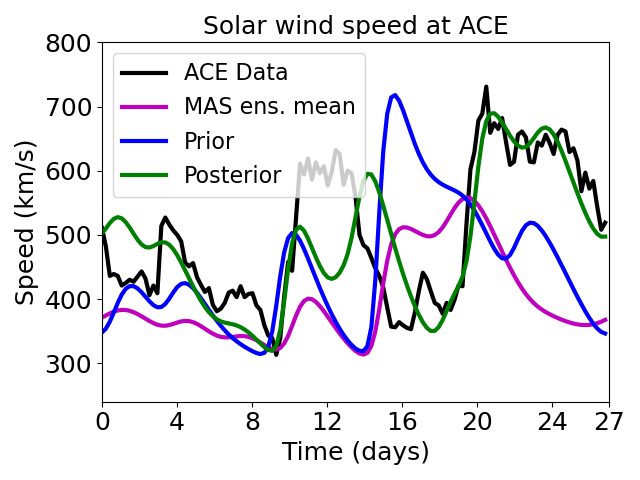 Solar wind speed at ACE
800
700
600
500
400
300
Speed (km/s)
ACE Data
MAS ens. mean
Prior
Posterior
0 4 8 12 16 20 24 27
Time (days)